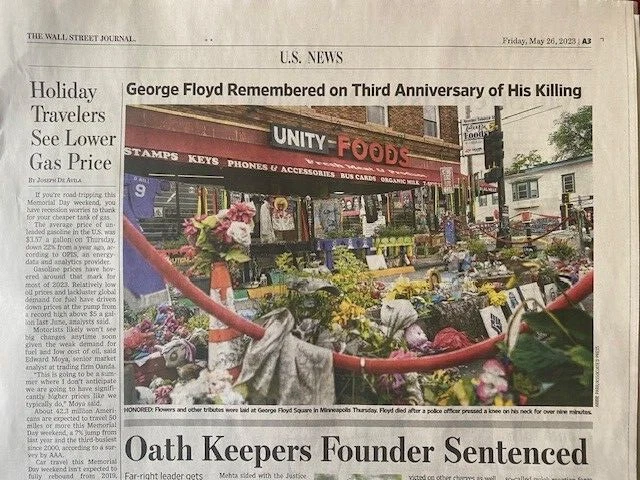 THE WALL STREET JOURNAL.
Friday, May 26, 2023 | A3
U.S. NEWS
Holiday
Travelers
See Lower
Gas Price
BY JOSEPH DE AVILA
If you're road-tripping this
Memorial Day weekend, you
have recession worries to thank
for your cheaper tank of gas.
The average price of un-
leaded gasoline in the U.S. was
$3.57 a gallon on Thursday,
down 22% from a year ago, ac-
cording to OPIS, an energy-
data and analytics provider.
Gasoline prices have hov-
ered around that mark for
most of 2023. Relatively low
oil prices and lackluster global
demand for fuel have driven
down prices at the pump from
a record high above $5 a gal-
lon last June, analysts said.
Motorists likely won't see
big changes anytime soon
given the weak demand for
fuel and low cost of oil, said
Edward Moya, senior market
analyst at trading firm Oanda.
"This is going to be a sum-
mer where I don't anticipate
we are going to have signifi-
cantly higher prices like we
typically do," Moya said.
About 42.3 million Ameri-
cans are expected to travel 50
miles or more this Memorial
Day weekend, a 7% jump from
last year and the third-busiest
since 2000, according to a sur-
vey by AAA.
Car travel this Memorial
Day weekend isn't expected to
fully rebound from 2019,
George Floyd Remembered on Third Anniversary of His Killing
UNITY FOODS
Fresh Meat & Produce
STAMPS KEYS PHONES & ACCESSORIES BUS CARDS ORGANIC MILK
9
HONORED: Flowers and other tributes were laid at George Floyd Square in Minneapolis Thursday. Floyd died after a police officer pressed a knee on his neck for over nine minutes.
Oath Keepers Founder Sentenced
Far-right leader gets
Mehta sided with the Justice
victed on other charges as well